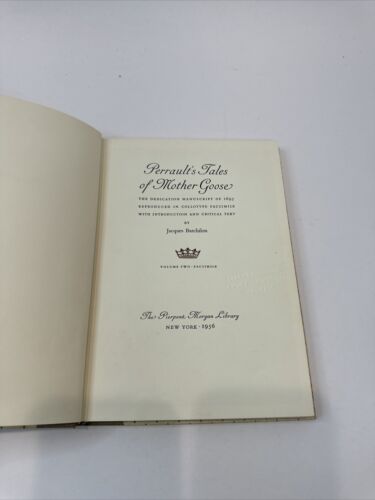 Perrault's Tales
of Mother Goose
THE DEDICATION MANUSCRIPT OF 1695
REPRODUCED IN COLLOTYPE FACSIMILE
WITH INTRODUCTION AND CRITICAL TEXT
BY
Jacques Barchilon
VOLUME TWO · FACSIMILE
The Pierpont Morgan Library
NEW YORK · 1956